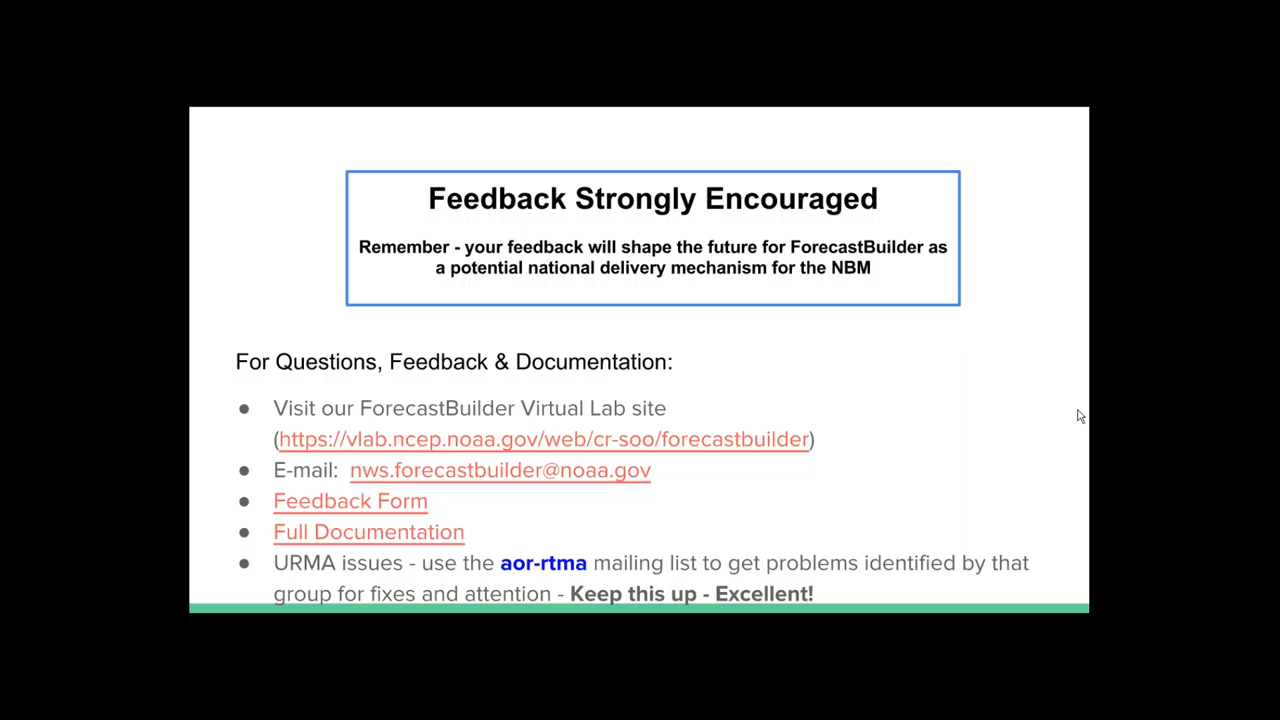 Feedback Strongly Encouraged
Remember - your feedback will shape the future for ForecastBuilder as
a potential national delivery mechanism for the NBM
For Questions, Feedback & Documentation:
● Visit our ForecastBuilder Virtual Lab site
(https://vlab.ncep.noaa.gov/web/cr-soo/forecastbuilder)
● E-mail: nws.forecastbuilder@noaa.gov
● Feedback Form
● Full Documentation
● URMA issues - use the aor-rtma mailing list to get problems identified by that
group for fixes and attention - Keep this up - Excellent!